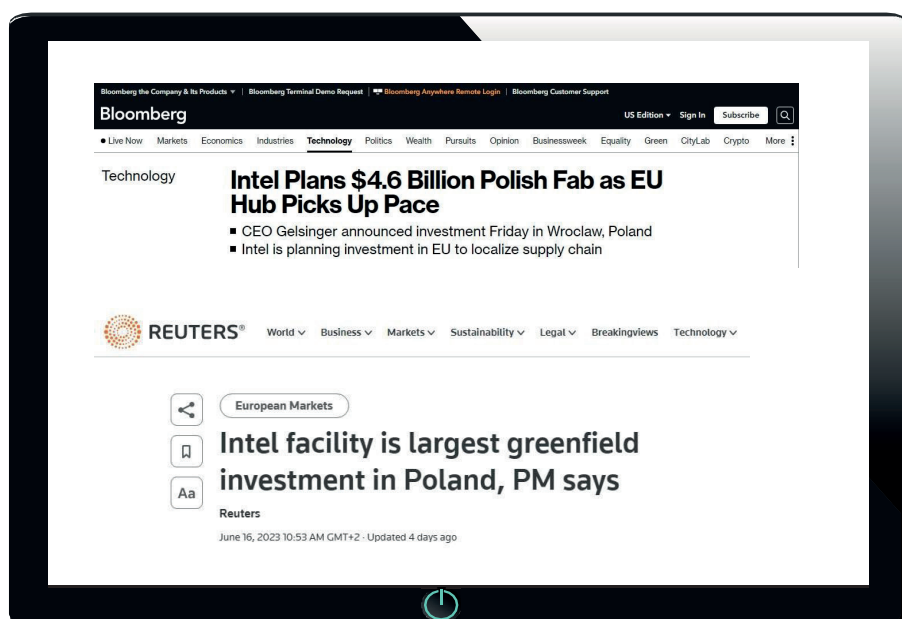 Bloomberg the Company & Its Products ▾ | Bloomberg Terminal Demo Request | Bloomberg Anywhere Remote Login | Bloomberg Customer Support
Bloomberg
US Edition ▾ Sign In Subscribe
• Live Now Markets Economics Industries Technology Politics Wealth Pursuits Opinion Businessweek Equality Green CityLab Crypto More
Technology
Intel Plans $4.6 Billion Polish Fab as EU
Hub Picks Up Pace
▪ CEO Gelsinger announced investment Friday in Wroclaw, Poland
▪ Intel is planning investment in EU to localize supply chain
REUTERS®
World Business Markets Sustainability Legal Breakingviews Technology
European Markets
Intel facility is largest greenfield
investment in Poland, PM says
Aa
Reuters
June 16, 2023 10:53 AM GMT+2 · Updated 4 days ago